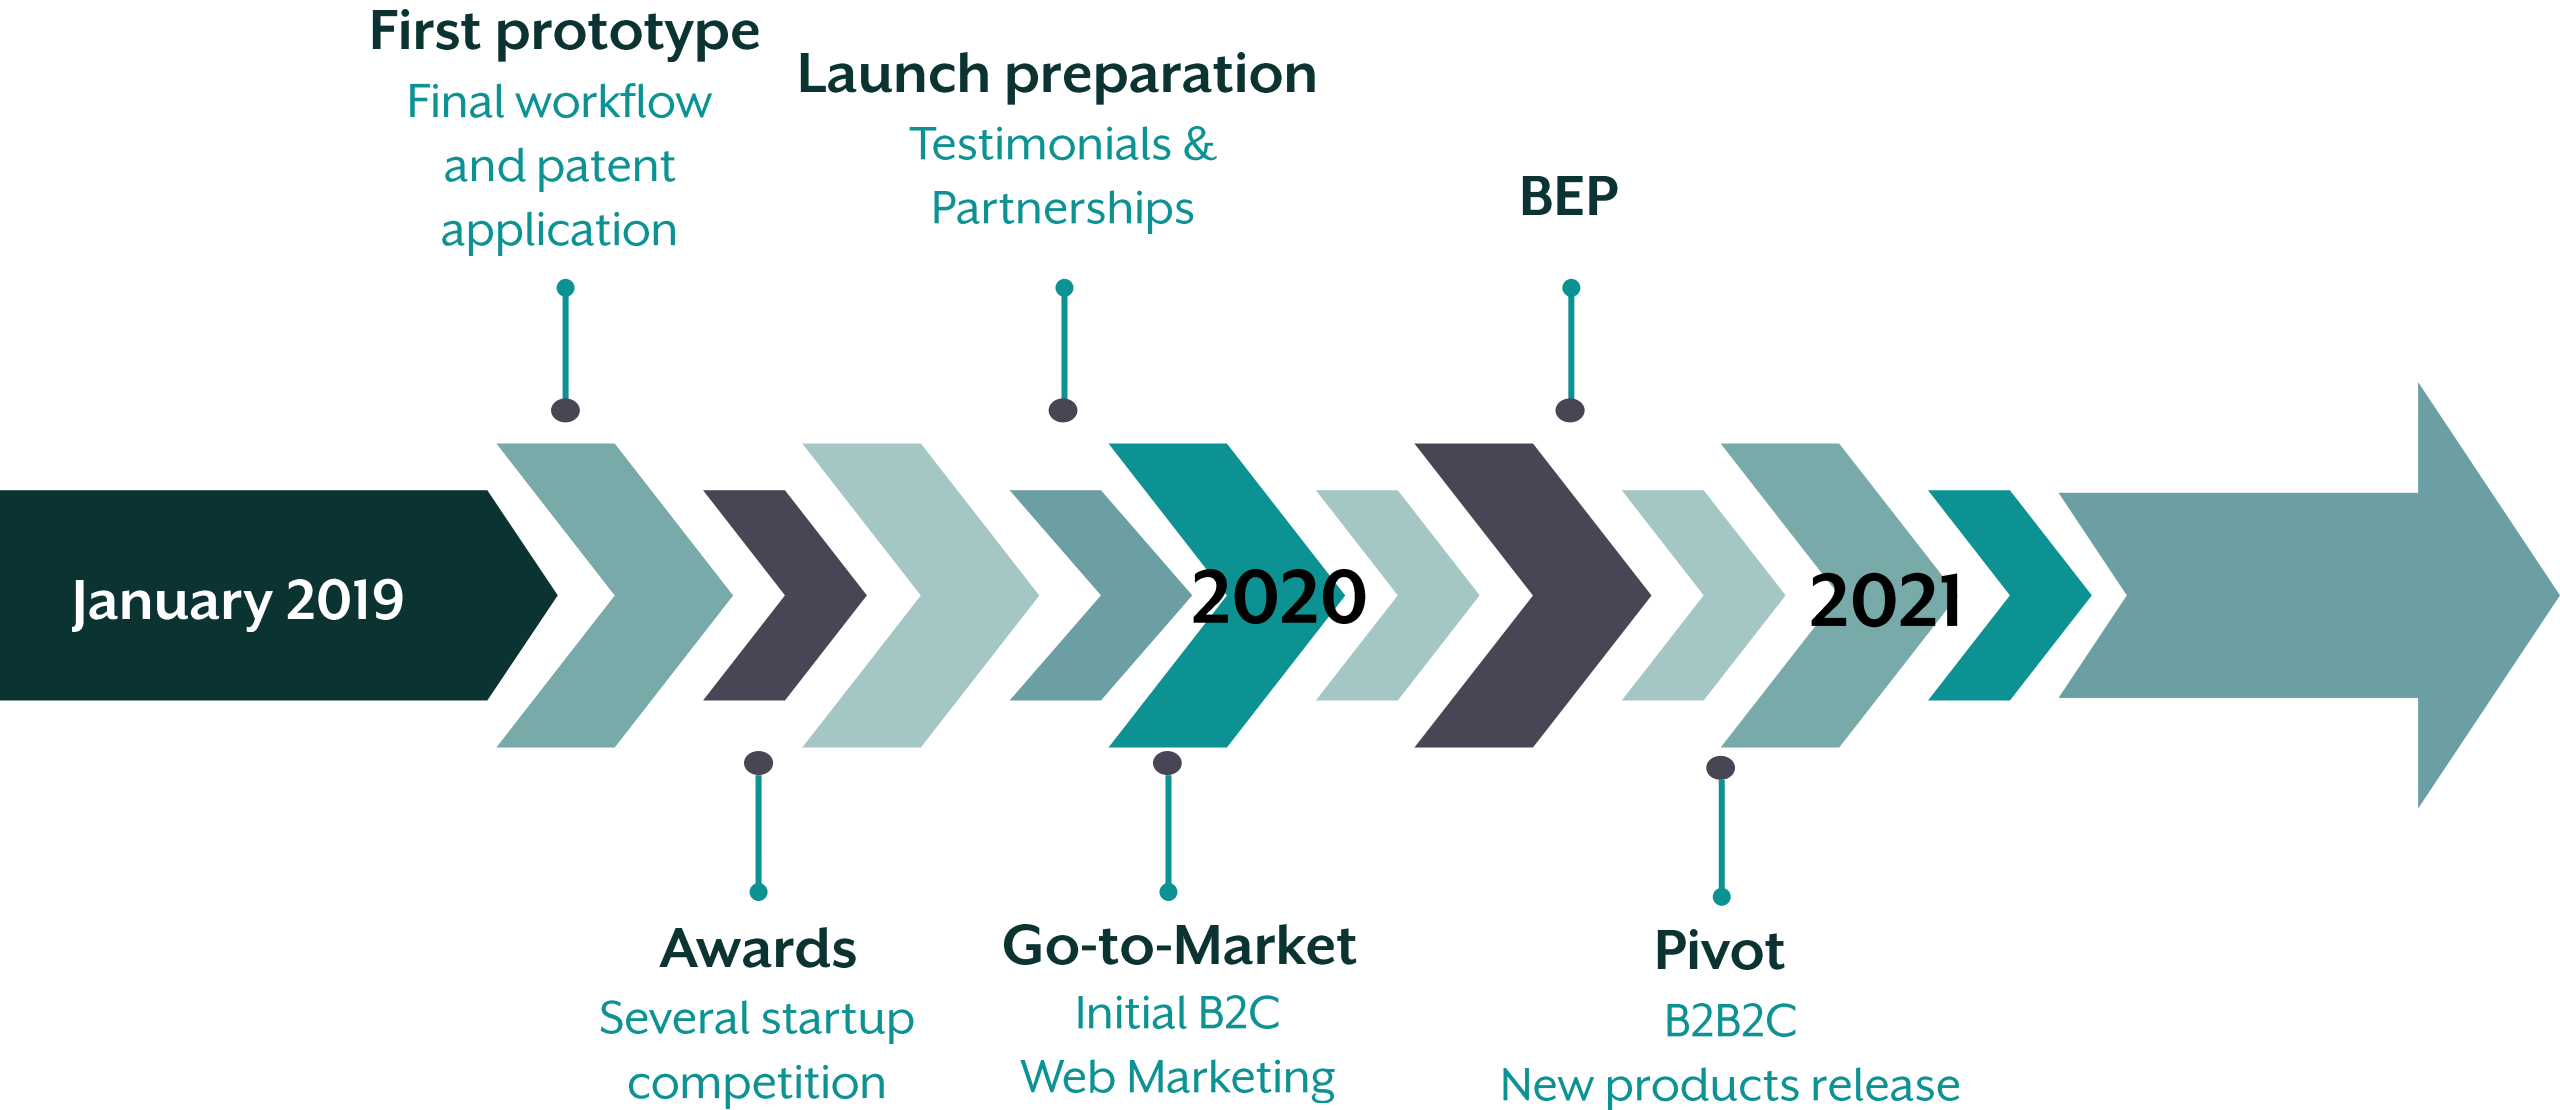 First prototype
Final workflow
and patent
application
Launch preparation
Testimonials &
Partnerships
BEP
January 2019
2020
2021
Awards
Several startup
competition
Go-to-Market
Initial B2C
Web Marketing
Pivot
B2B2C
New products release